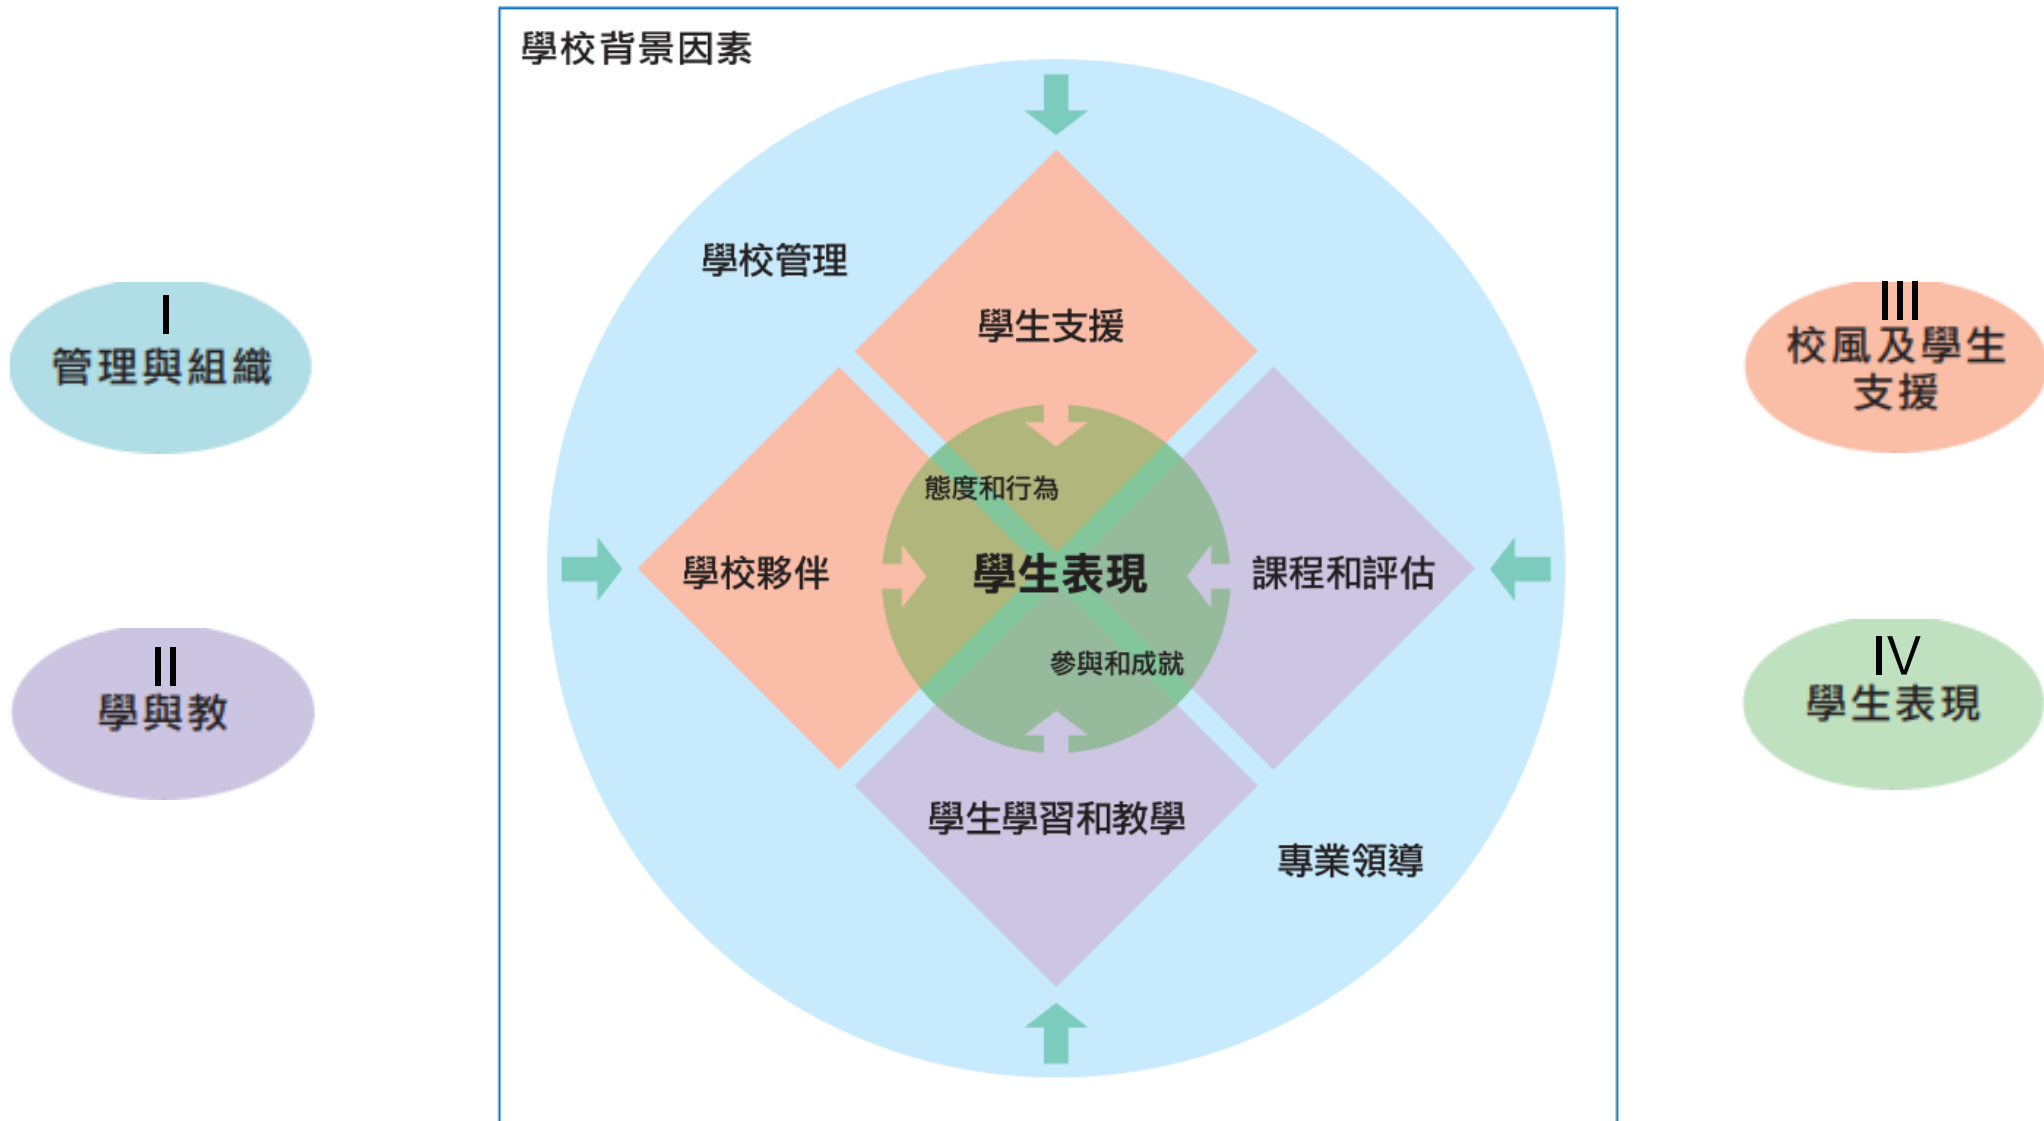 學校背景因素
學校管理
I
管理與組織
學生支援
III
校風及學生
支援
態度和行為
學校夥伴
學生表現
課程和評估
II
學與教
參與和成就
IV
學生表現
學生學習和教學
專業領導